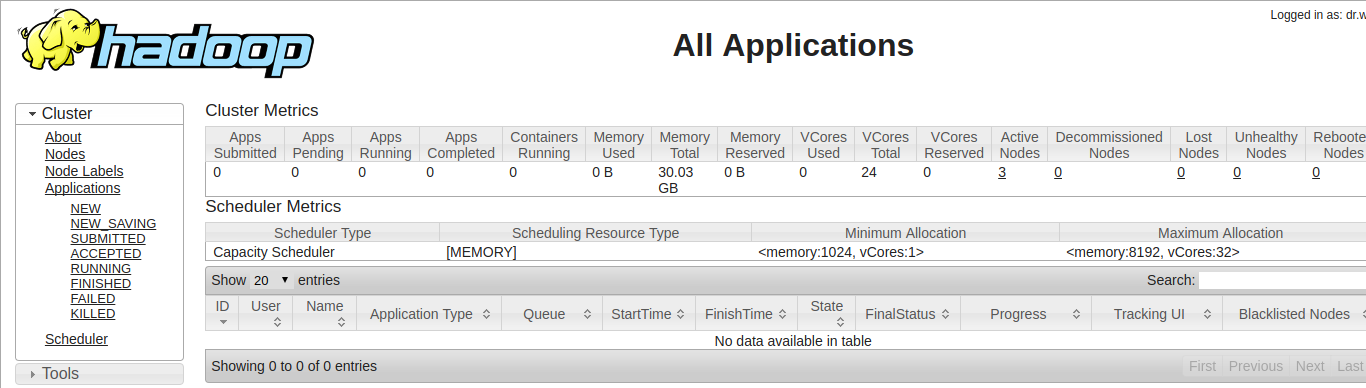 Logged in as: dr.w
hadoop
All Applications
Cluster
About
Nodes
Node Labels
Applications
NEW
NEW_SAVING
SUBMITTED
ACCEPTED
RUNNING
FINISHED
FAILED
KILLED
Scheduler
Tools
Cluster Metrics
Apps Submitted Apps Pending Apps Running Apps Completed Containers Running Memory Used Memory Total Memory Reserved VCores Used VCores Total VCores Reserved Active Nodes Decommissioned Nodes Lost Nodes Unhealthy Nodes Reboote Nodes
0 0 0 0 0 0 B 30.03 GB 0 B 0 24 0 3 0 0 0 0
Scheduler Metrics
Scheduler Type Scheduling Resource Type Minimum Allocation Maximum Allocation
Capacity Scheduler [MEMORY] <memory:1024, vCores:1> <memory:8192, vCores:32>
Show 20 entries Search:
ID User Name Application Type Queue StartTime FinishTime State FinalStatus Progress Tracking UI Blacklisted Nodes
No data available in table
Showing 0 to 0 of 0 entries First Previous Next Last